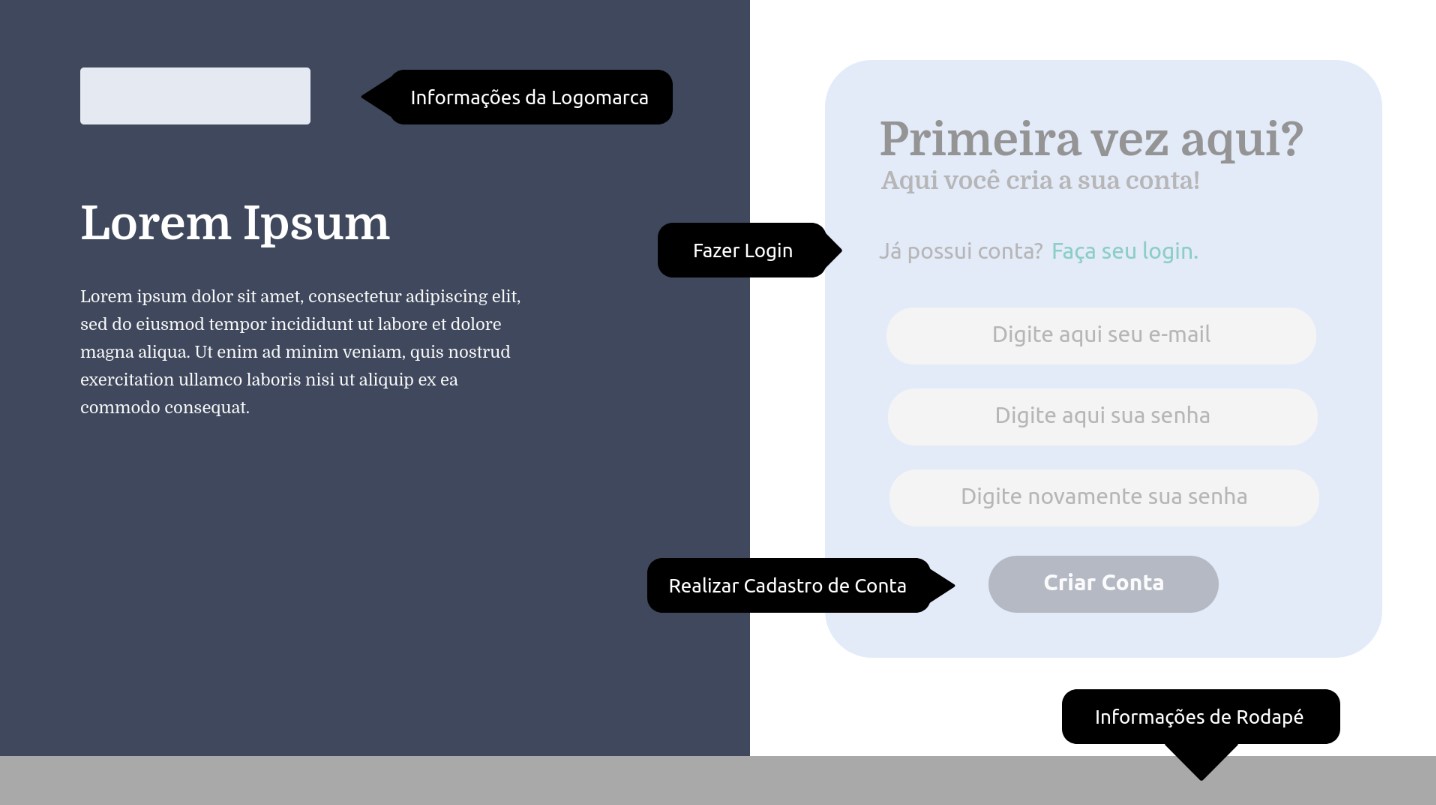 Informações da Logomarca
Lorem Ipsum
Lorem ipsum dolor sit amet, consectetur adipiscing elit,
sed do eiusmod tempor incididunt ut labore et dolore
magna aliqua. Ut enim ad minim veniam, quis nostrud
exercitation ullamco laboris nisi ut aliquip ex ea
commodo consequat.
Primeira vez aqui?
Aqui você cria a sua conta!
Fazer Login
Já possui conta? Faça seu login.
Digite aqui seu e-mail
Digite aqui sua senha
Digite novamente sua senha
Realizar Cadastro de Conta
Criar Conta
Informações de Rodapé